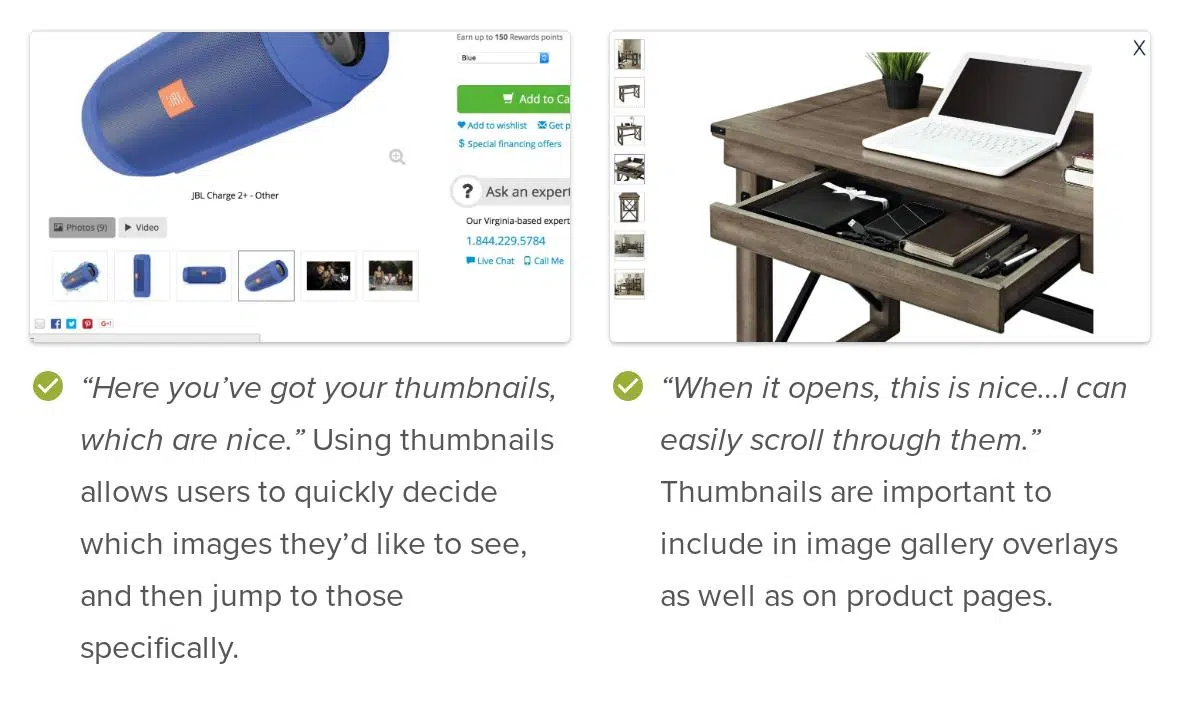 Earn up to 150 Rewards points
Blue
JBL
Add to Ca
Add to wishlist
Get p
$ Special financing offers
JBL Charge 2+ - Other
? Ask an expert
Photos (9)
Video
Our Virginia-based expert
1.844.229.5784
Live Chat
Call Me
G+1
X
“Here you’ve got your thumbnails,
which are nice.” Using thumbnails
allows users to quickly decide
which images they’d like to see,
and then jump to those
specifically.
“When it opens, this is nice...I can
easily scroll through them.”
Thumbnails are important to
include in image gallery overlays
as well as on product pages.